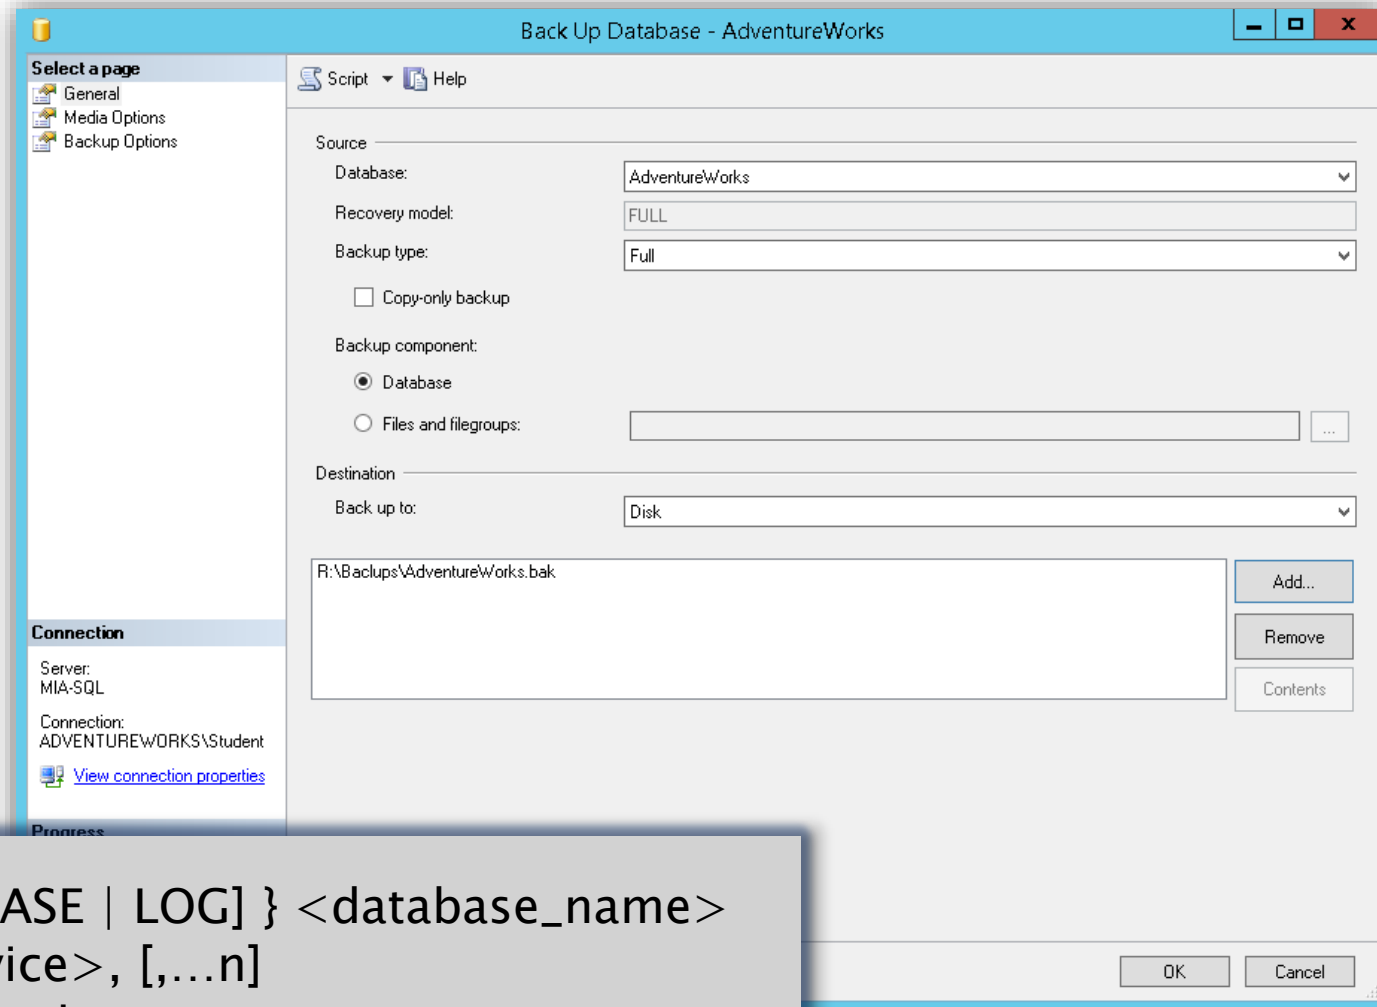 Back Up Database - AdventureWorks
Select a page
General
Media Options
Backup Options
Script
Help
Source
Database:
AdventureWorks
Recovery model:
FULL
Backup type:
Full
Copy-only backup
Backup component:
Database
Files and filegroups:
...
Destination
Back up to:
Disk
R:\Baclups\AdventureWorks.bak
Add...
Remove
Contents
Connection
Server:
MIA-SQL
Connection:
ADVENTUREWORKS\Student
View connection properties
Progress
ASE | LOG] } <database_name>
vice>, [,...n]
OK
Cancel